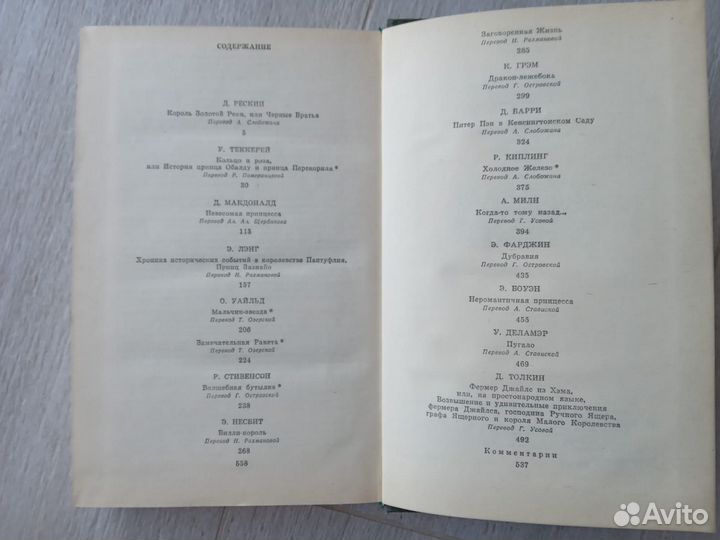 СОДЕРЖАНИЕ
Д. РЕСКИН
Король Золотой Реки, или Черные Братья
Перевод А. Слобожана
5
У. ТЕККЕРЕЙ
Кольцо и роза,
или История принца Обалду и принца Перекориля*
Перевод Р. Померанцевой
30
Д. МАКДОНАЛД
Невесомая принцесса
Перевод Ал. Ал. Щербакова
113
Э. ЛЭНГ
Хроника исторических событий в королевстве Пантуфлия,
Принц Зазнайо
Перевод Н. Рахмановой
157
О. УАЙЛЬД
Мальчик-звезда*
Перевод Т. Озерской
206
Замечательная Ракета*
Перевод Т. Озерской
224
Р. СТИВЕНСОН
Волшебная бутылка*
Перевод Г. Островской
238
Э. НЕСБИТ
Билли-король
Перевод Н. Рахмановой
268
558
Заговоренная Жизнь
Перевод Н. Рахмановой
285
К. ГРЭМ
Дракон-лежебока
Перевод Г. Островской
299
Д. БАРРИ
Питер Пэн в Кенсингтонском Саду
Перевод А. Слобожана
324
Р. КИПЛИНГ
Холодное Железо*
Перевод А. Слобожана
375
А. МИЛН
Когда-то тому назад...
Перевод Г. Усовой
394
Э. ФАРДЖИН
Дубравия
Перевод Г. Островской
435
Э. БОУЭН
Неромантичная принцесса
Перевод А. Ставиской
455
У. ДЕЛАМЭР
Пугало
Перевод А. Ставиской
469
Д. ТОЛКИН
Фермер Джайлс из Хэма,
или, на простонародном языке,
Возвышение и удивительные приключения
фермера Джайлса, господина Ручного Ящера,
графа Ящерного и короля Малого Королевства
Перевод Г. Усовой
492
Комментарии
537
Avito